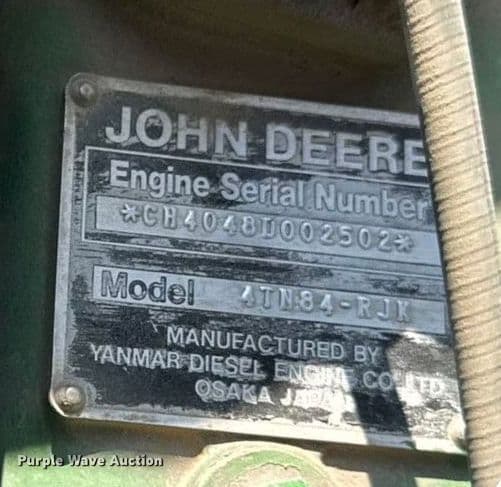 JOHN DEERE
Engine Serial Number
*CH4048D002502*
Model 4TN84-RJK
MANUFACTURED BY
YANMAR DIESEL ENGINE CO., LTD.
OSAKA JAPAN
Purple Wave Auction